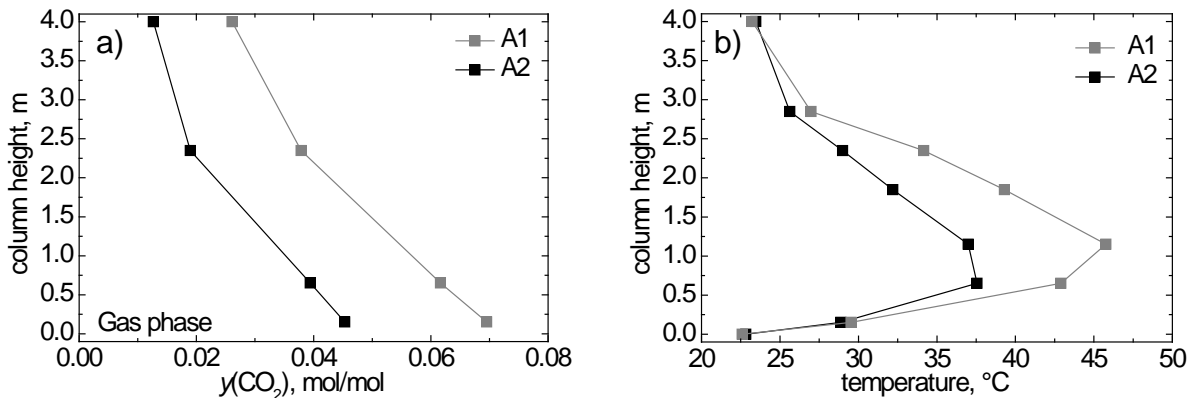 a)
A1
A2
4.0
3.5
3.0
2.5
2.0
1.5
1.0
0.5
0.0
column height, m
Gas phase
0.00 0.02 0.04 0.06 0.08
y(CO₂), mol/mol
b)
A1
A2
4.0
3.5
3.0
2.5
2.0
1.5
1.0
0.5
0.0
column height, m
20 25 30 35 40 45 50
temperature, °C